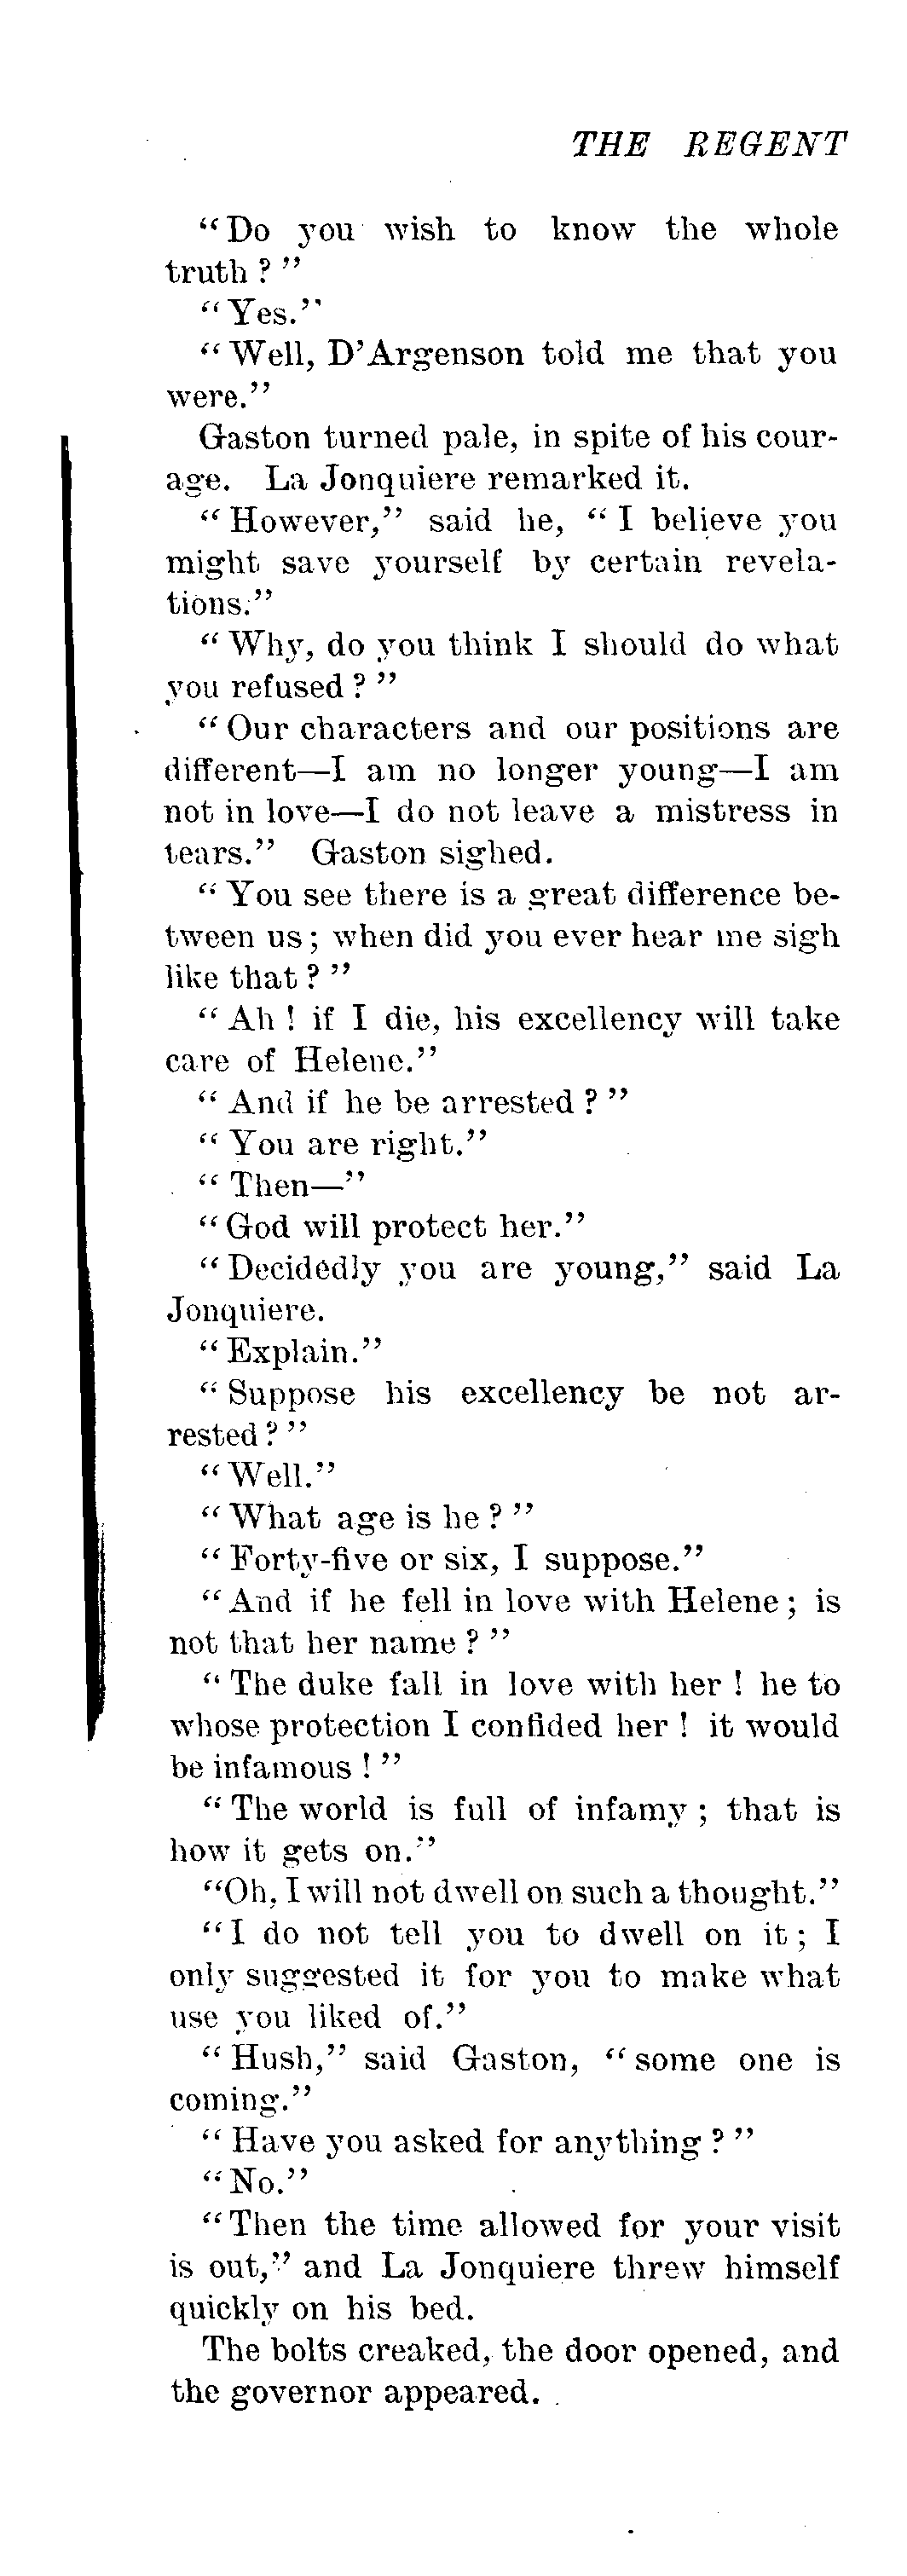 THE REGENT
"Do you wish to know the whole
truth?"
"Yes."
"Well, D'Argenson told me that you
were."
Gaston turned pale, in spite of his cour-
age. La Jonquiere remarked it.
"However," said he, "I believe you
might save yourself by certain revela-
tions."
"Why, do you think I should do what
you refused?"
"Our characters and our positions are
different—I am no longer young—I am
not in love—I do not leave a mistress in
tears." Gaston sighed.
"You see there is a great difference be-
tween us; when did you ever hear me sigh
like that?"
"Ah! if I die, his excellency will take
care of Helene."
"And if he be arrested?"
"You are right."
"Then—"
"God will protect her."
"Decidedly you are young," said La
Jonquiere.
"Explain."
"Suppose his excellency be not ar-
rested?"
"Well."
"What age is he?"
"Forty-five or six, I suppose."
"And if he fell in love with Helene; is
not that her name?"
"The duke fall in love with her! he to
whose protection I confided her! it would
be infamous!"
"The world is full of infamy; that is
how it gets on."
"Oh, I will not dwell on such a thought."
"I do not tell you to dwell on it; I
only suggested it for you to make what
use you liked of."
"Hush," said Gaston, "some one is
coming."
"Have you asked for anything?"
"No."
"Then the time allowed for your visit
is out," and La Jonquiere threw himself
quickly on his bed.
The bolts creaked, the door opened, and
the governor appeared.